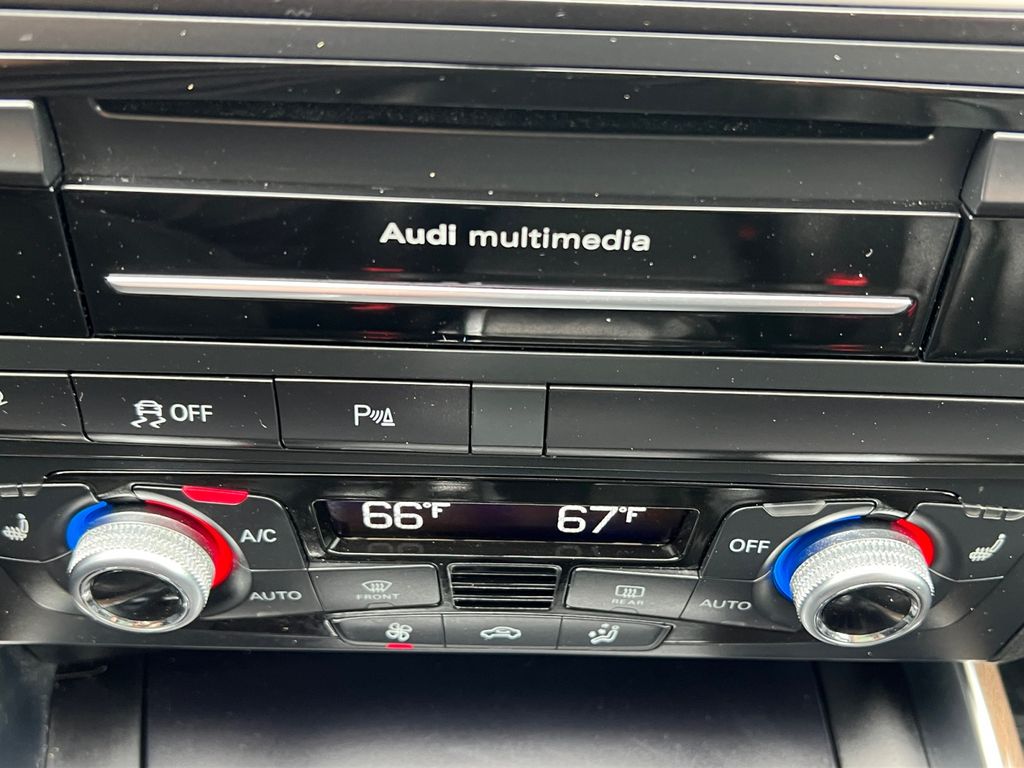 Audi multimedia
OFF
P
66°F
67°F
A/C
OFF
AUTO
FRONT
REAR
AUTO